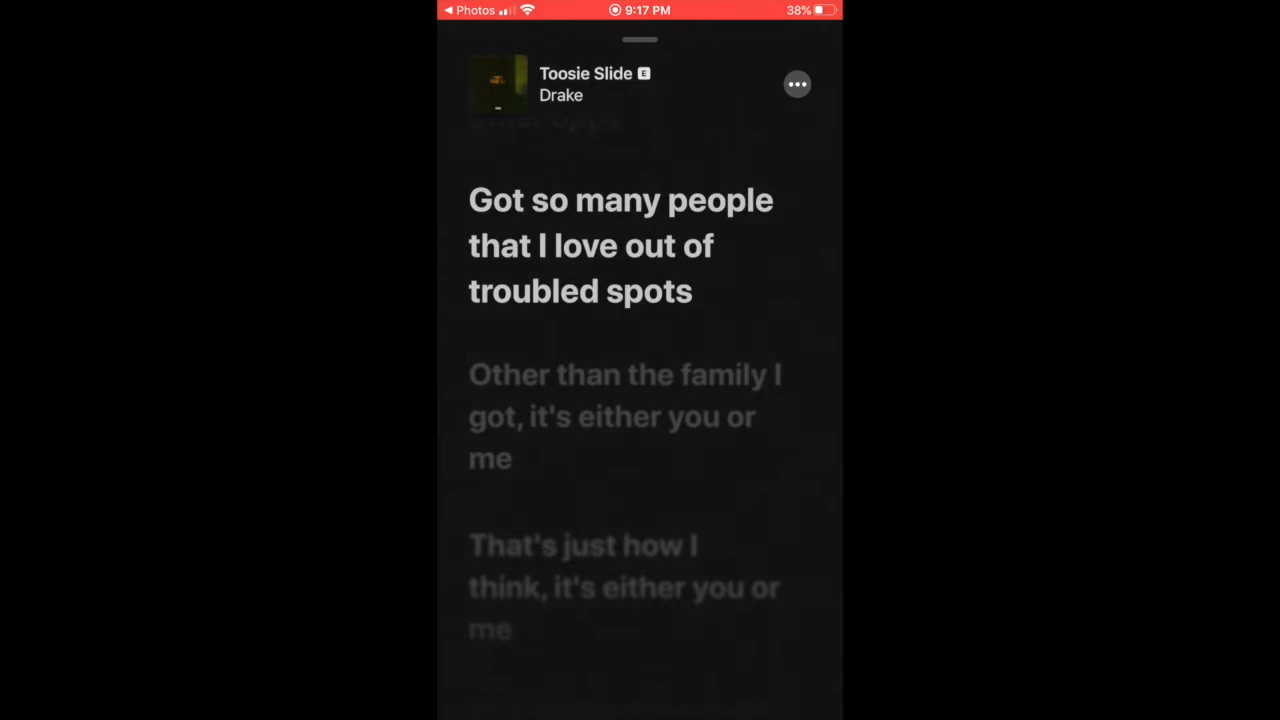 Photos 9:17 PM 38%
Toosie Slide E
Drake
Got so many people
that I love out of
troubled spots
Other than the family I
got, it's either you or
me
That's just how I
think, it's either you or
me